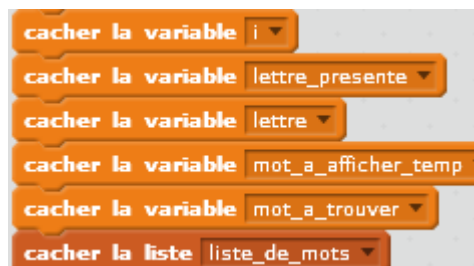 cacher la variable i
cacher la variable lettre_presente
cacher la variable lettre
cacher la variable mot_a_afficher_temp
cacher la variable mot_a_trouver
cacher la liste liste_de_mots